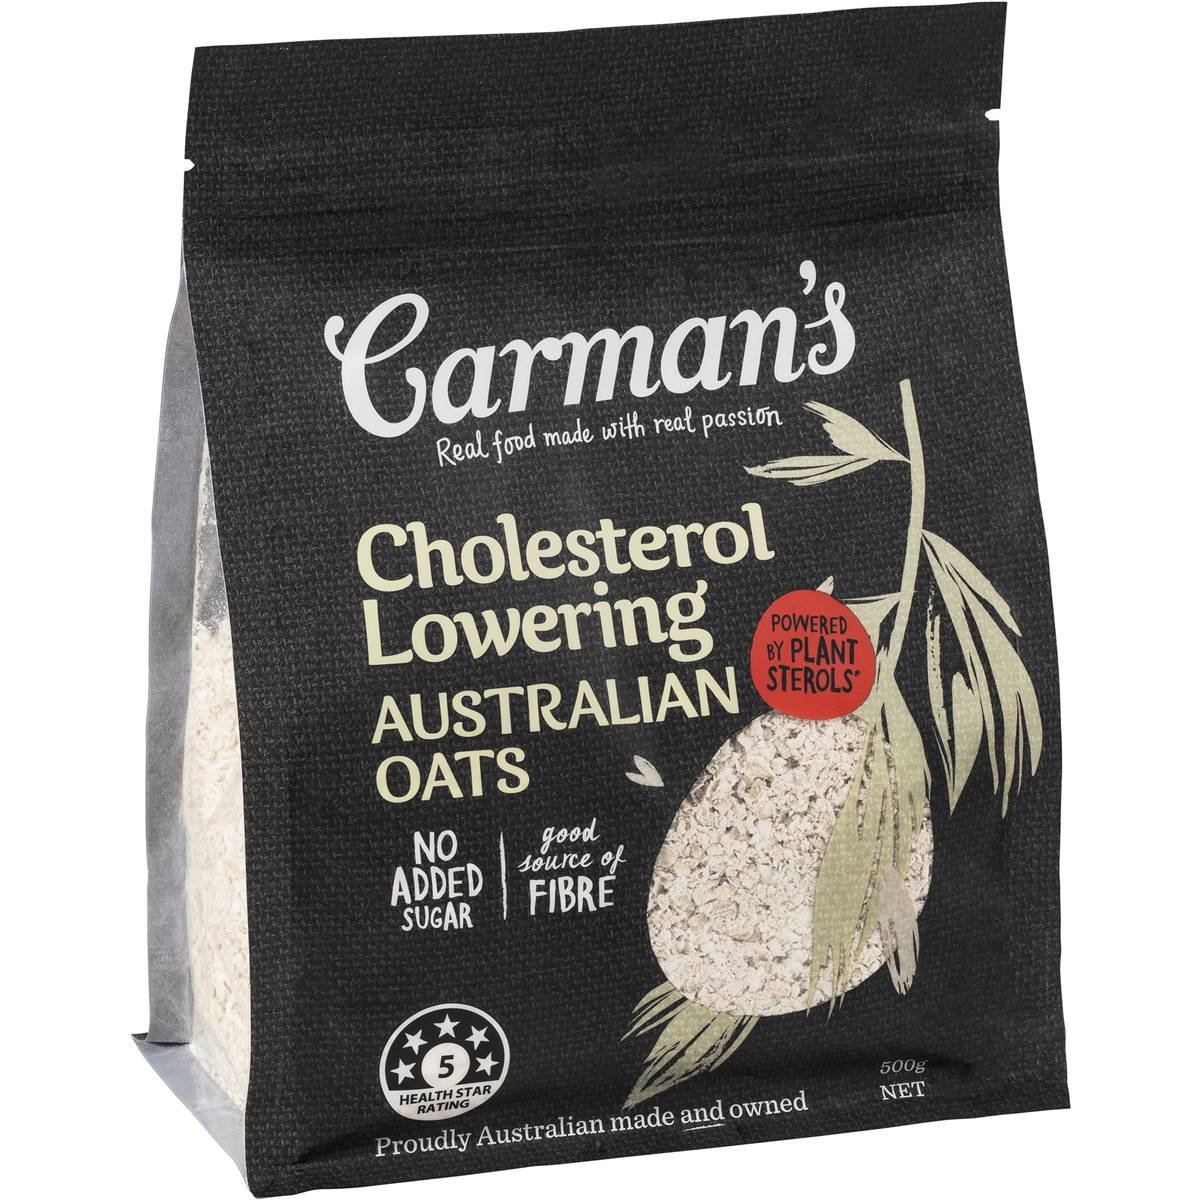 Carman's
Real food made with real passion
Cholesterol
Lowering
AUSTRALIAN
OATS
POWERED
BY PLANT
STEROLS*
NO
ADDED
SUGAR
good
source of
FIBRE
5
HEALTH STAR
RATING
500g
NET
Proudly Australian made and owned